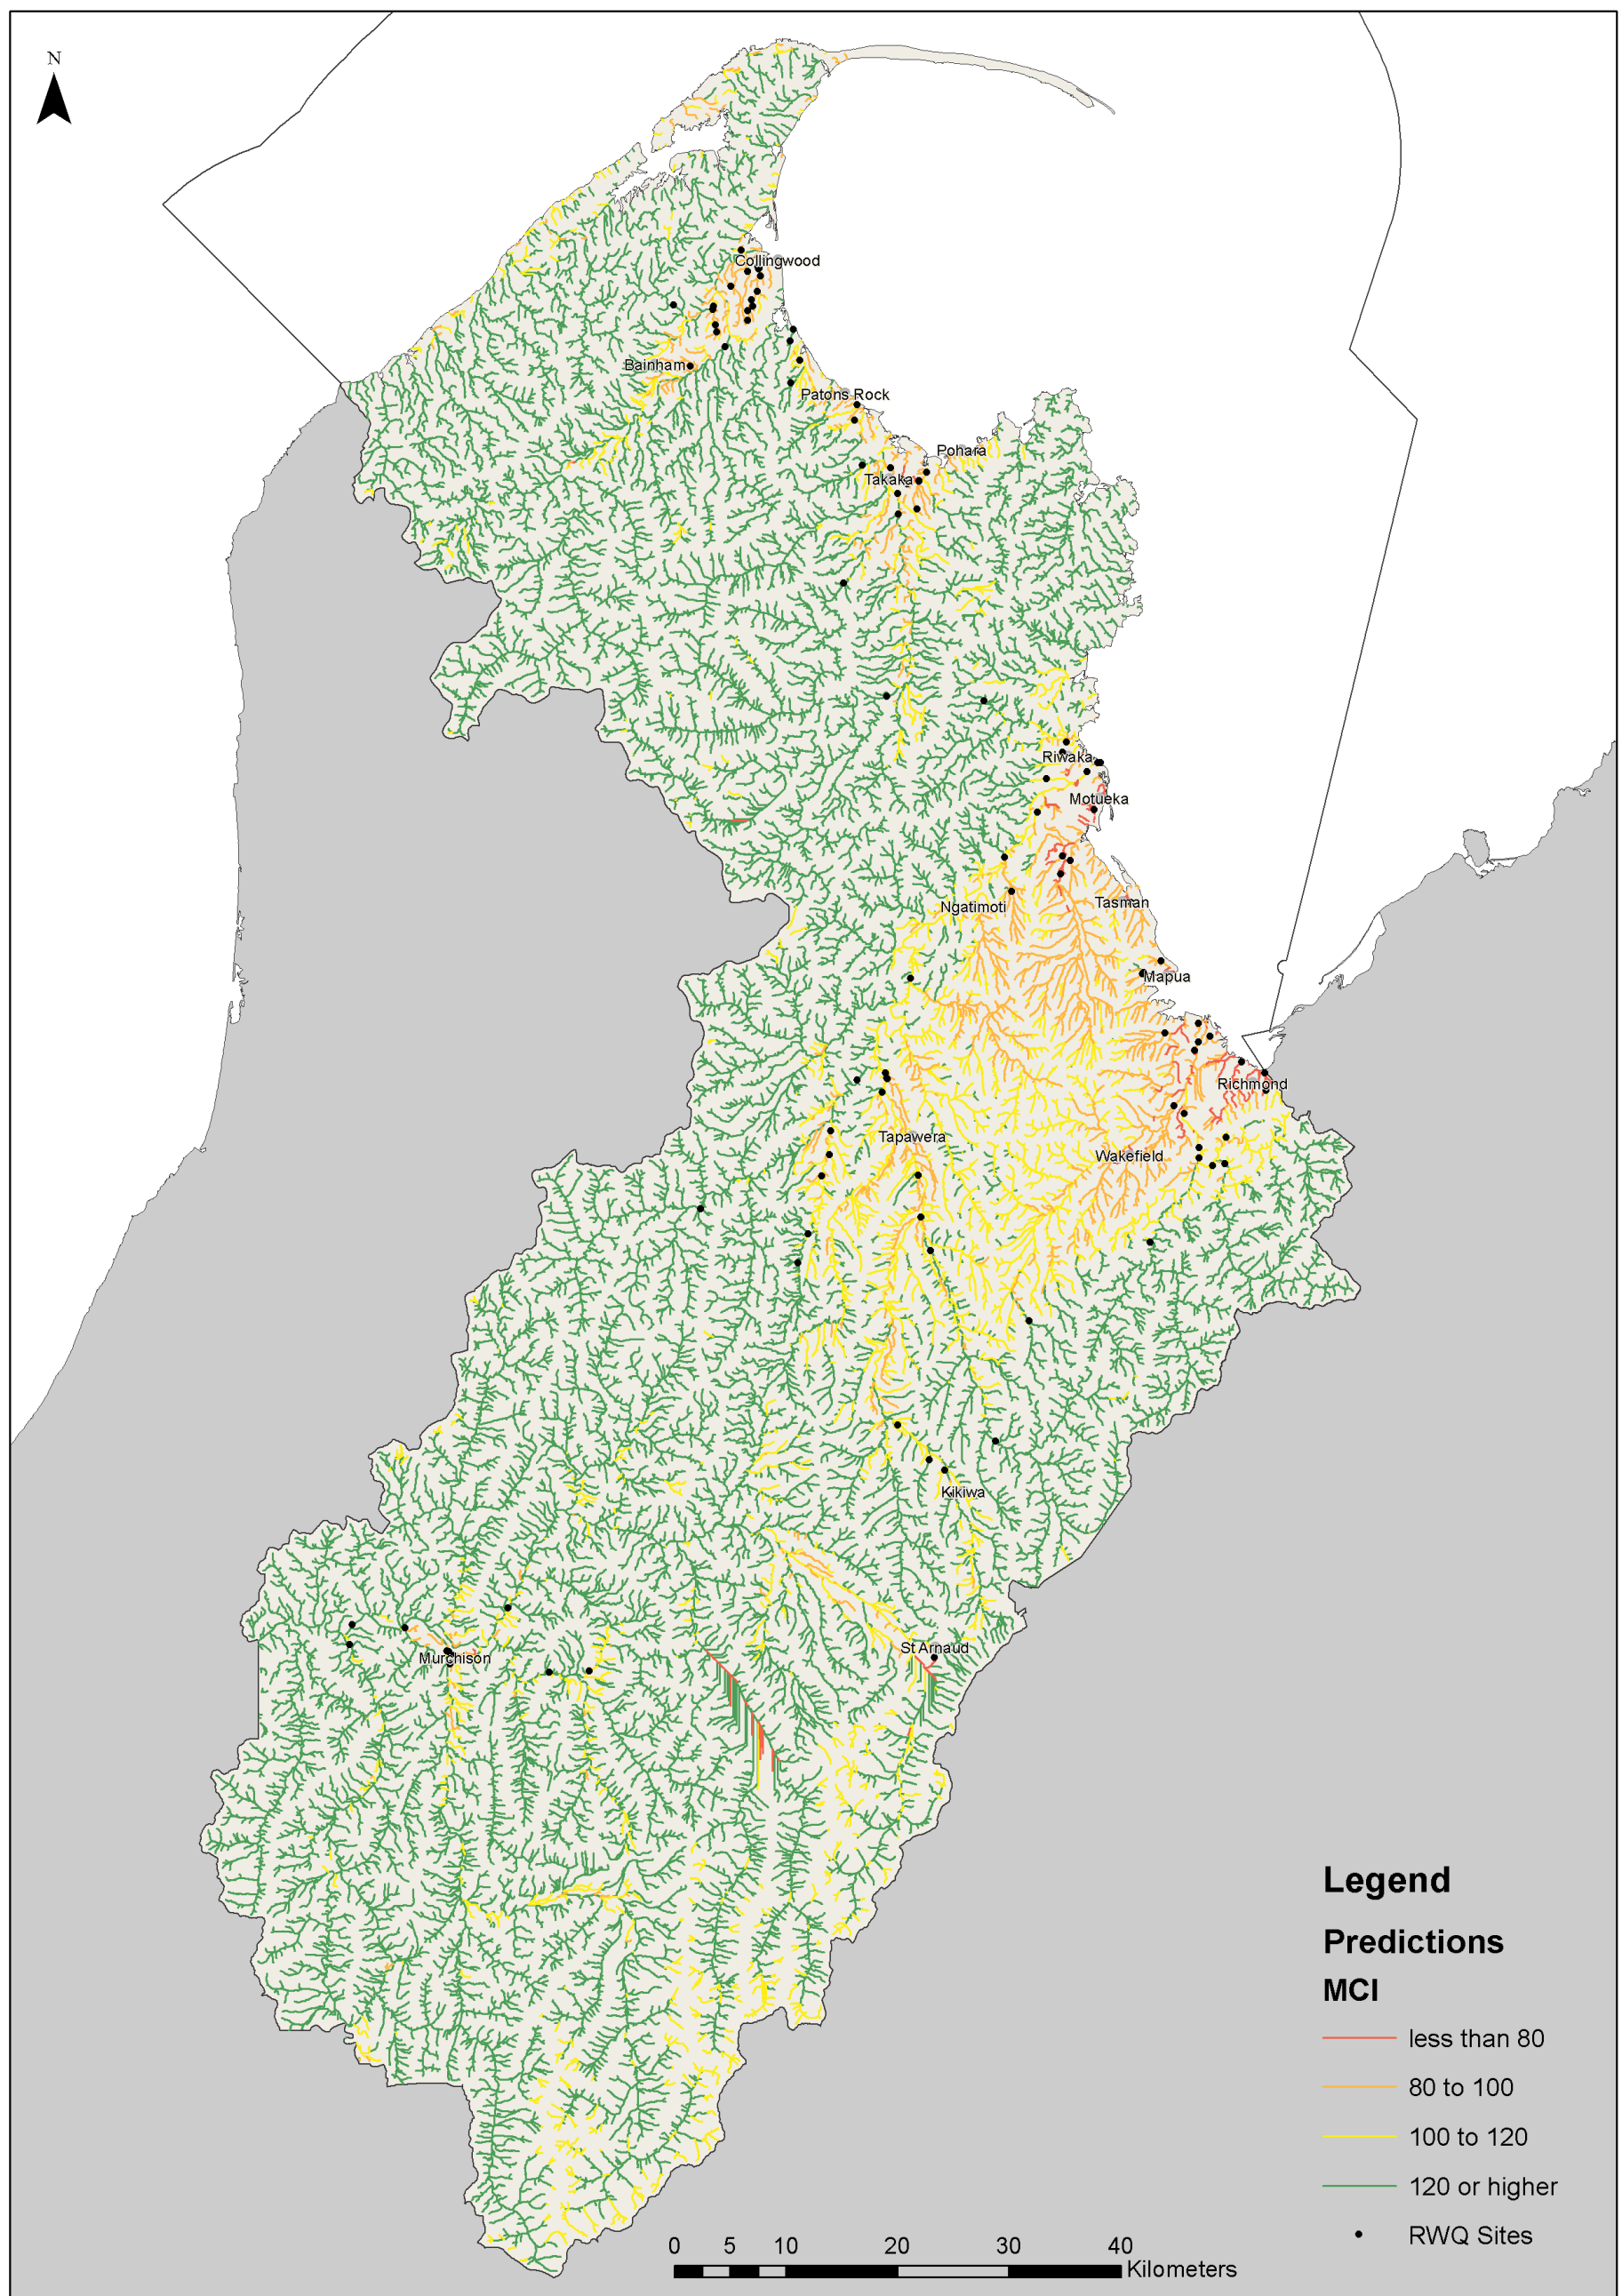 N
Collingwood
Bainham
Patons Rock
Pohara
Takaka
Riwaka
Motueka
Ngatimoti
Tasman
Mapua
Richmond
Tapawera
Wakefield
Kikiwa
St Arnaud
Murchison
Legend
Predictions
MCI
less than 80
80 to 100
100 to 120
120 or higher
RWQ Sites
0 5 10 20 30 40
Kilometers